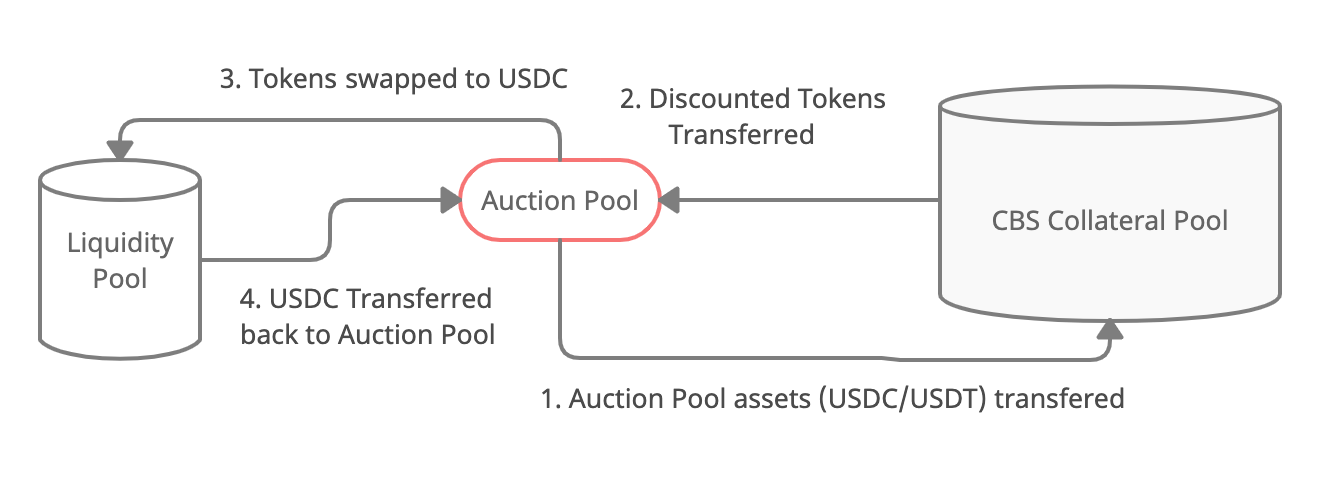 3. Tokens swapped to USDC
2. Discounted Tokens
Transferred
Auction Pool
CBS Collateral Pool
Liquidity
Pool
4. USDC Transferred
back to Auction Pool
1. Auction Pool assets (USDC/USDT) transfered